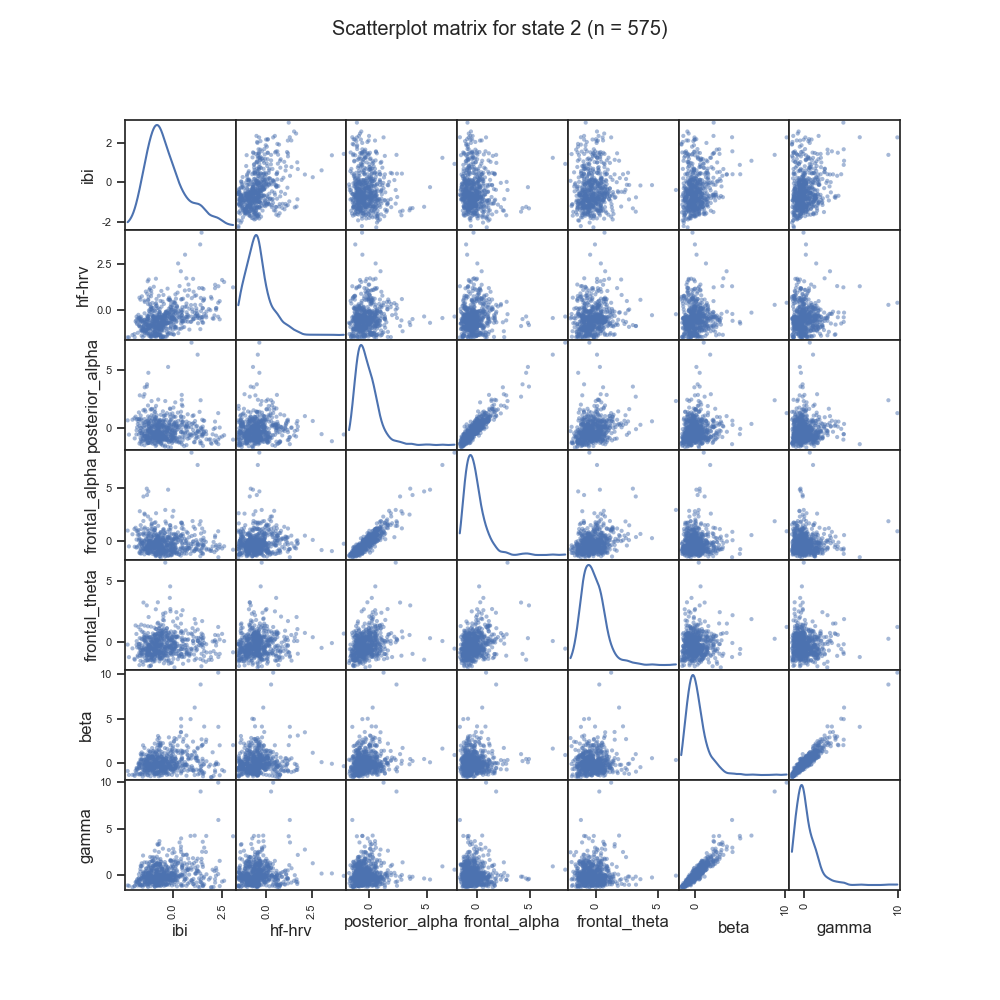 Scatterplot matrix for state 2 (n = 575)
ibi
2
0
-2
hf-hrv
2.5
0.0
posterior_alpha
5
0
frontal_alpha
5
0
frontal_theta
5
0
beta
10
5
0
gamma
10
5
0
0.0 2.5 0.0 2.5 0 5 0 5 0 5 0 10 0 10
ibi hf-hrv posterior_alpha frontal_alpha frontal_theta beta gamma